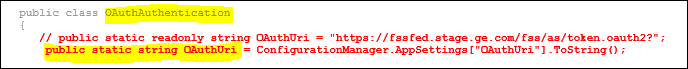 public class OAuthAuthentication
{
// public static readonly string OAuthUri = "https://fssfed.stage.ge.com/fss/as/token.oauth2?";
public static string OAuthUri = ConfigurationManager.AppSettings["OAuthUri"].ToString();